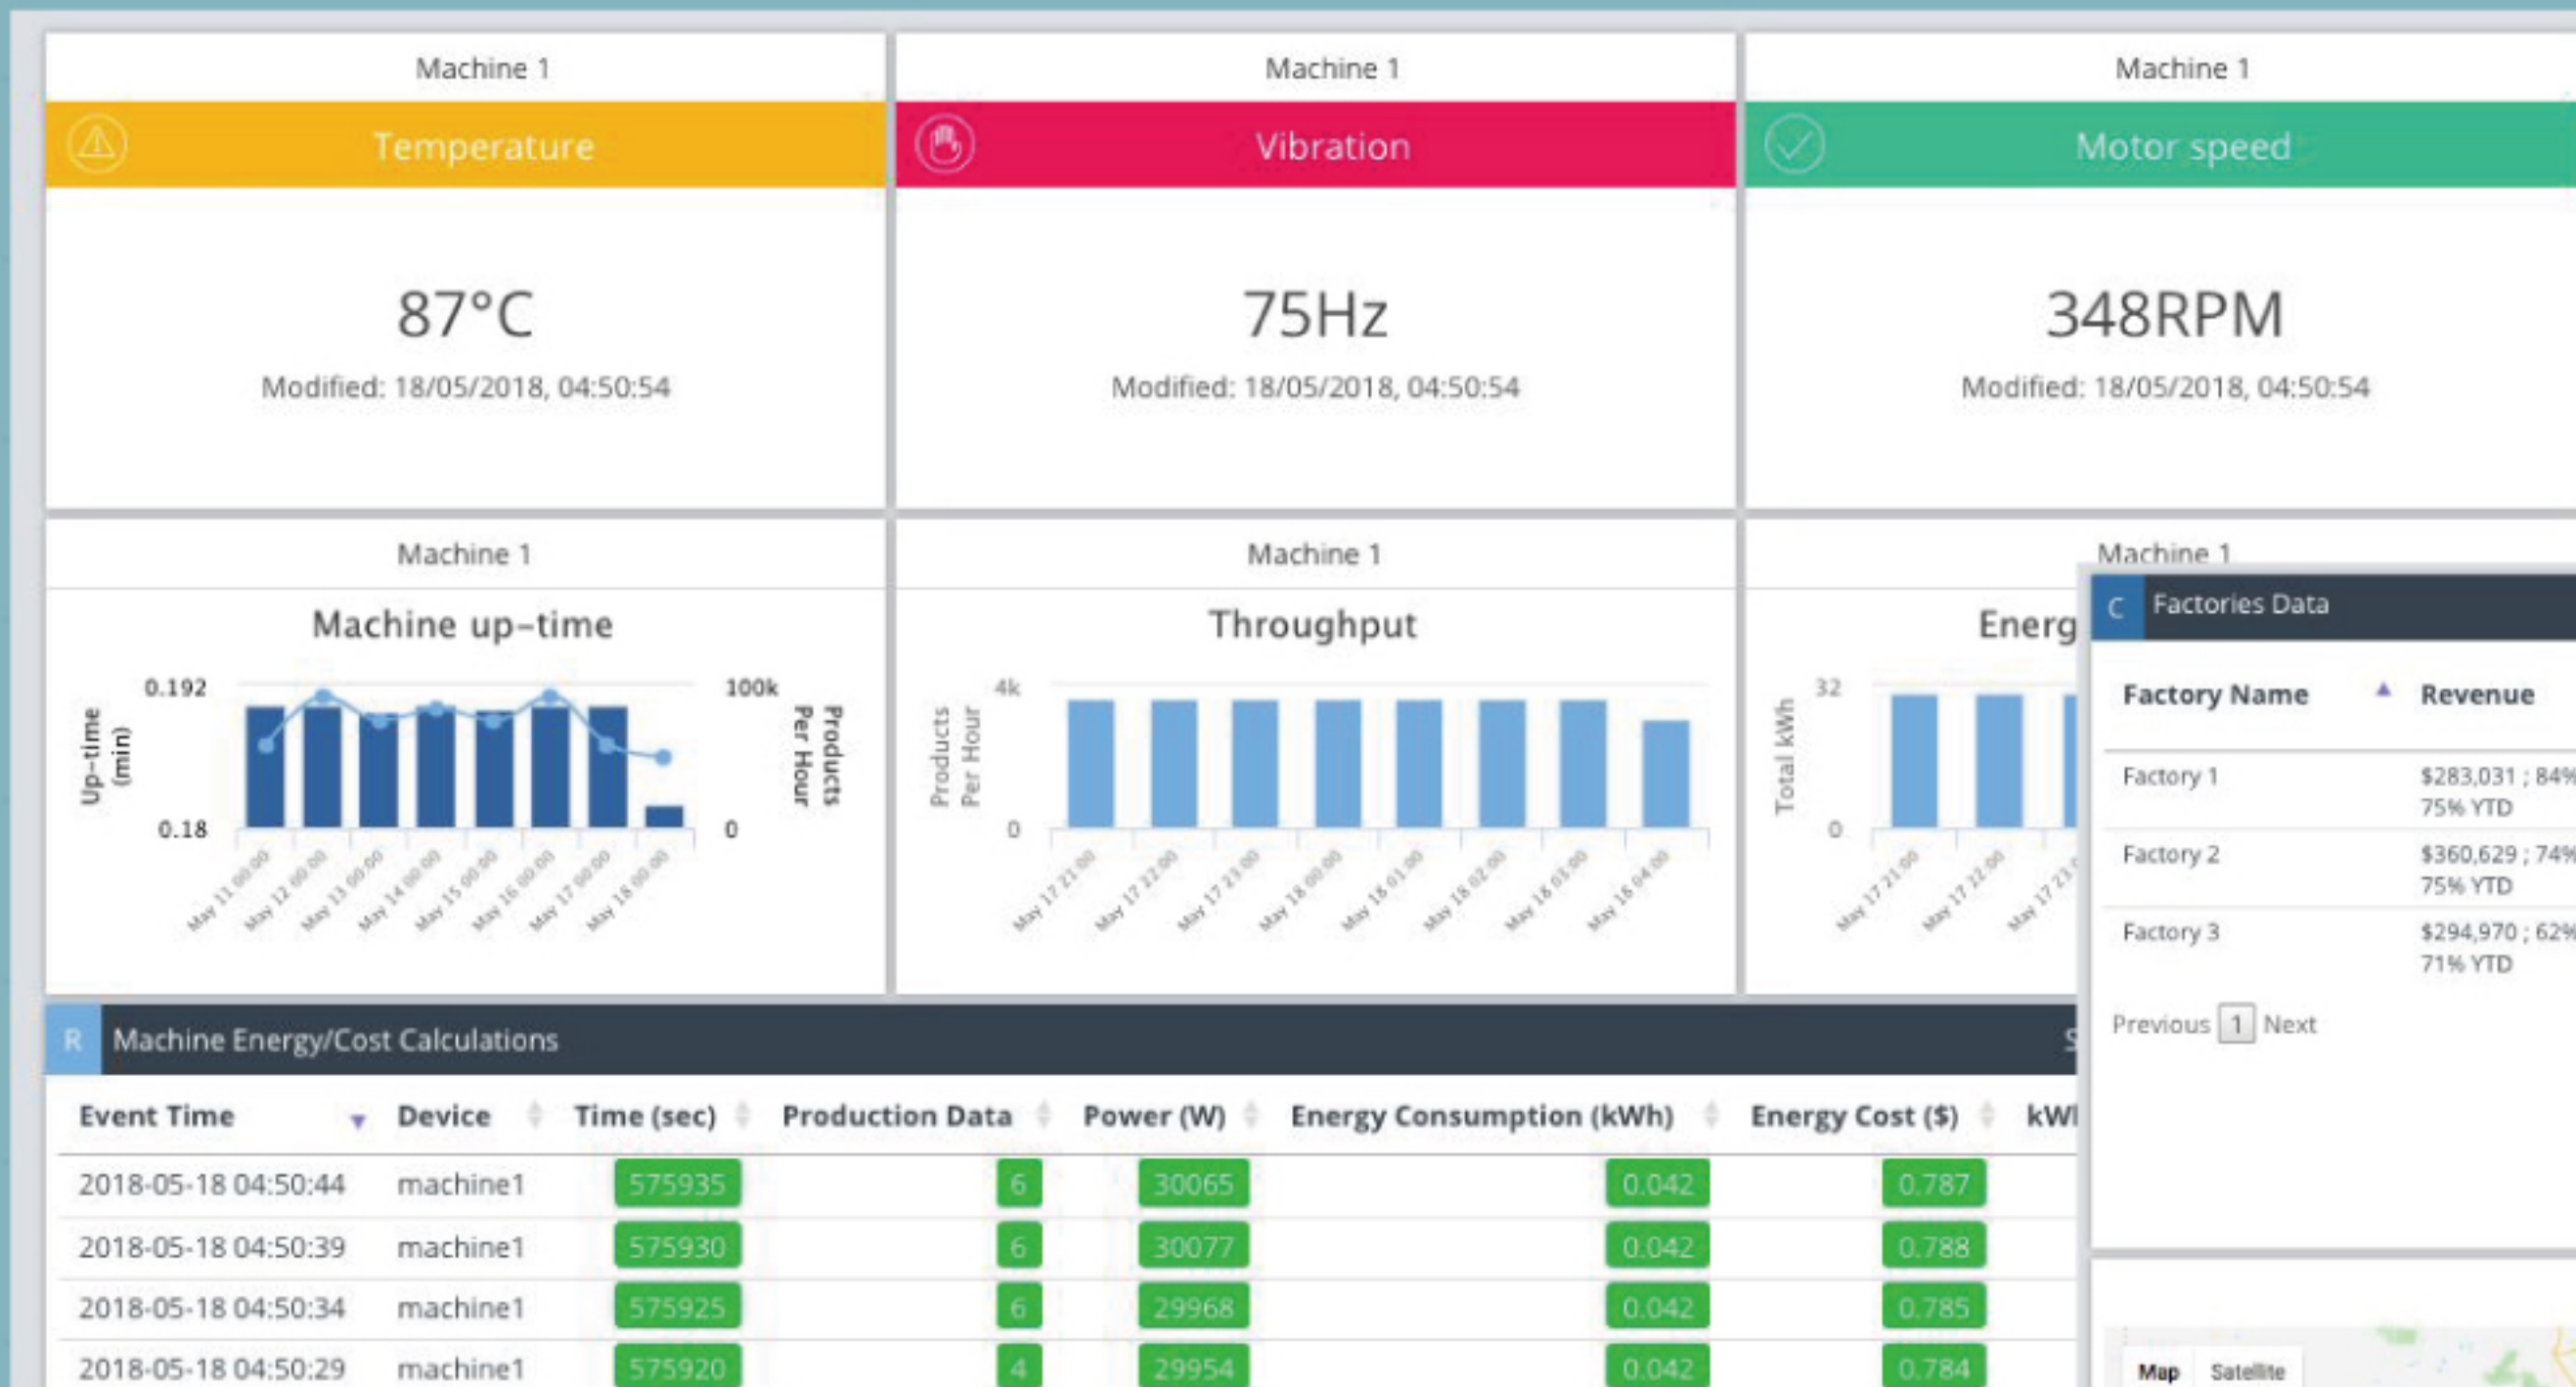 Machine 1
Temperature
87°C
Modified: 18/05/2018, 04:50:54
Machine 1
Vibration
75Hz
Modified: 18/05/2018, 04:50:54
Machine 1
Motor speed
348RPM
Modified: 18/05/2018, 04:50:54
Machine 1
Machine up-time
0.192
0.18
Up-time
(min)
100k
0
Products
Per Hour
May 11 00:00
May 12 00:00
May 13 00:00
May 14 00:00
May 15 00:00
May 16 00:00
May 17 00:00
May 18 00:00
Machine 1
Throughput
4k
0
Products
Per Hour
May 17 21:00
May 17 22:00
May 17 23:00
May 18 00:00
May 18 01:00
May 18 02:00
May 18 03:00
May 18 04:00
Machine 1
Energ
32
0
Total kWh
May 17 21:00
May 17 22:00
May 17 23:
C Factories Data
Factory Name Revenue
Factory 1 $283,031 ; 84%
75% YTD
Factory 2 $360,629 ; 74%
75% YTD
Factory 3 $294,970 ; 62%
71% YTD
Previous 1 Next
R Machine Energy/Cost Calculations
Event Time Device Time (sec) Production Data Power (W) Energy Consumption (kWh) Energy Cost ($)
2018-05-18 04:50:44 machine1 575935 6 30065 0.042 0.787
2018-05-18 04:50:39 machine1 575930 6 30077 0.042 0.788
2018-05-18 04:50:34 machine1 575925 6 29968 0.042 0.785
2018-05-18 04:50:29 machine1 575920 4 29954 0.042 0.784
Map Satellite